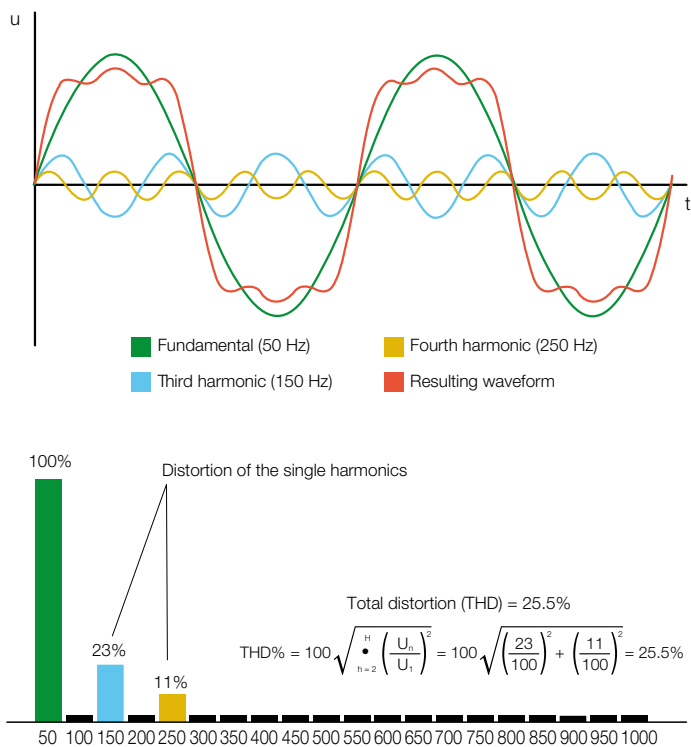 u
t
Fundamental (50 Hz)
Fourth harmonic (250 Hz)
Third harmonic (150 Hz)
Resulting waveform
100%
Distortion of the single harmonics
Total distortion (THD) = 25.5%
THD% = 100 √ H • h = 2 (Un / U1)² = 100 √ (23/100)² + (11/100)² = 25.5%
23%
11%
50 100 150 200 250 300 350 400 450 500 550 600 650 700 750 800 850 900 950 1000